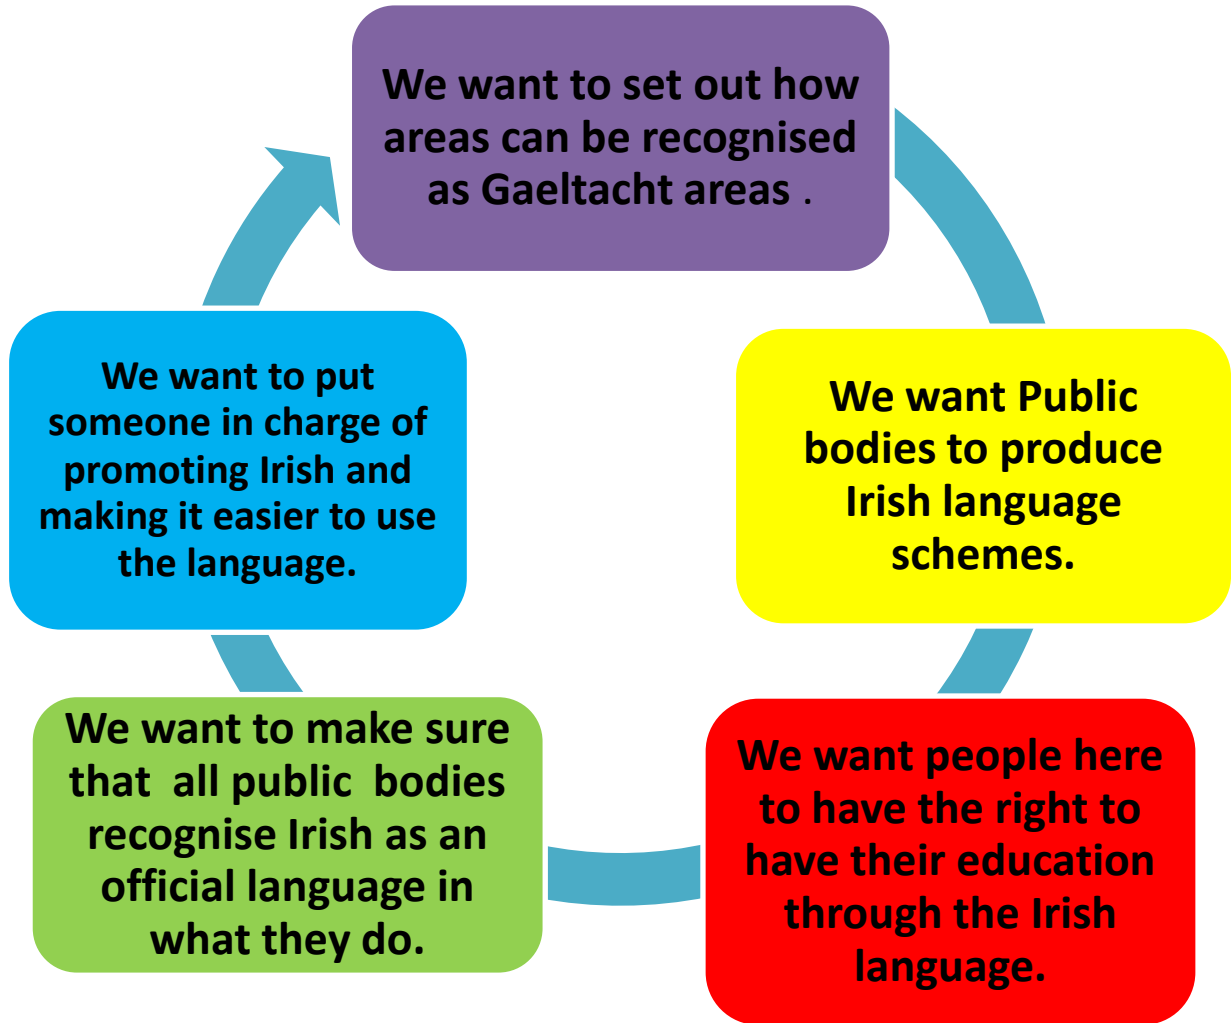 We want to set out how
areas can be recognised
as Gaeltacht areas .
We want Public
bodies to produce
Irish language
schemes.
We want people here
to have the right to
have their education
through the Irish
language.
We want to make sure
that  all public  bodies
recognise Irish as an
official language in
what they do.
We want to put
someone in charge of
promoting Irish and
making it easier to use
the language.